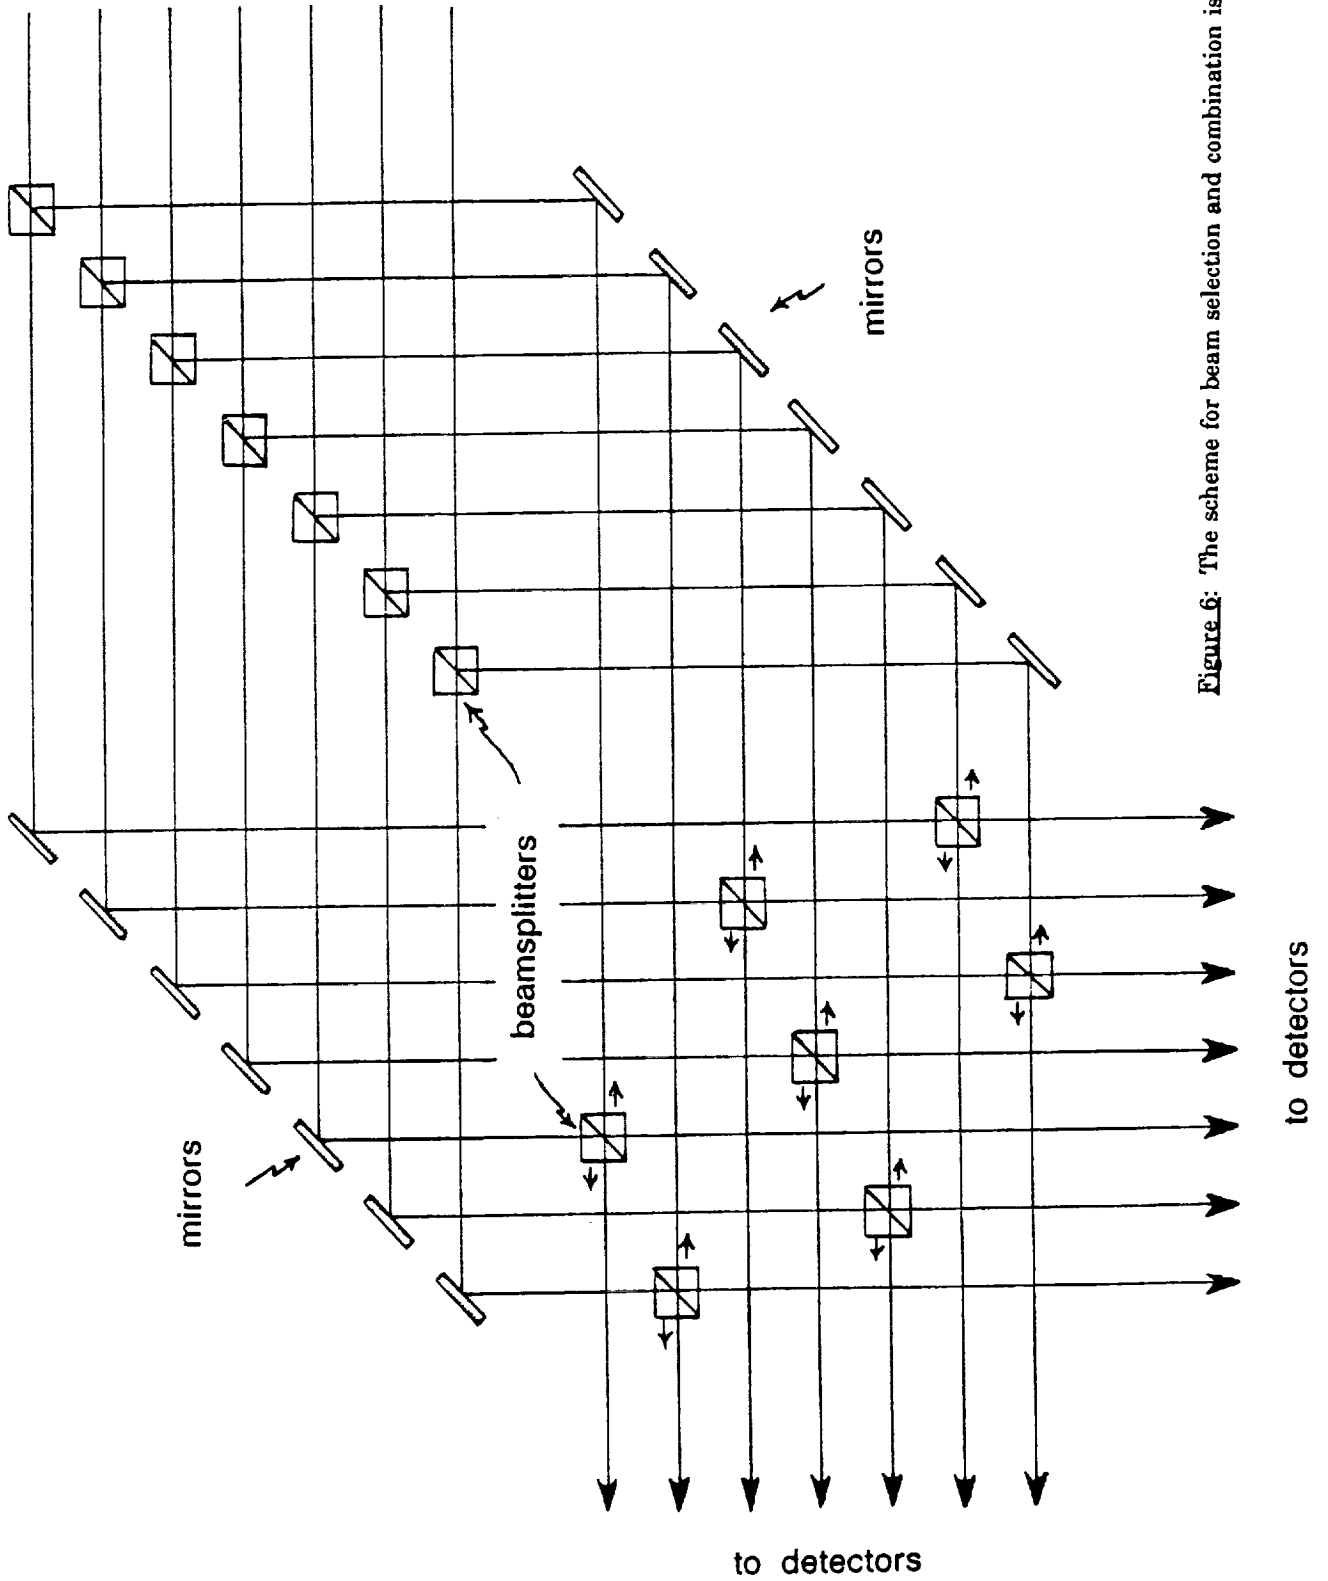 mirrors
beamsplitters
mirrors
to detectors
to detectors
Figure 6: The scheme for beam selection and combination is